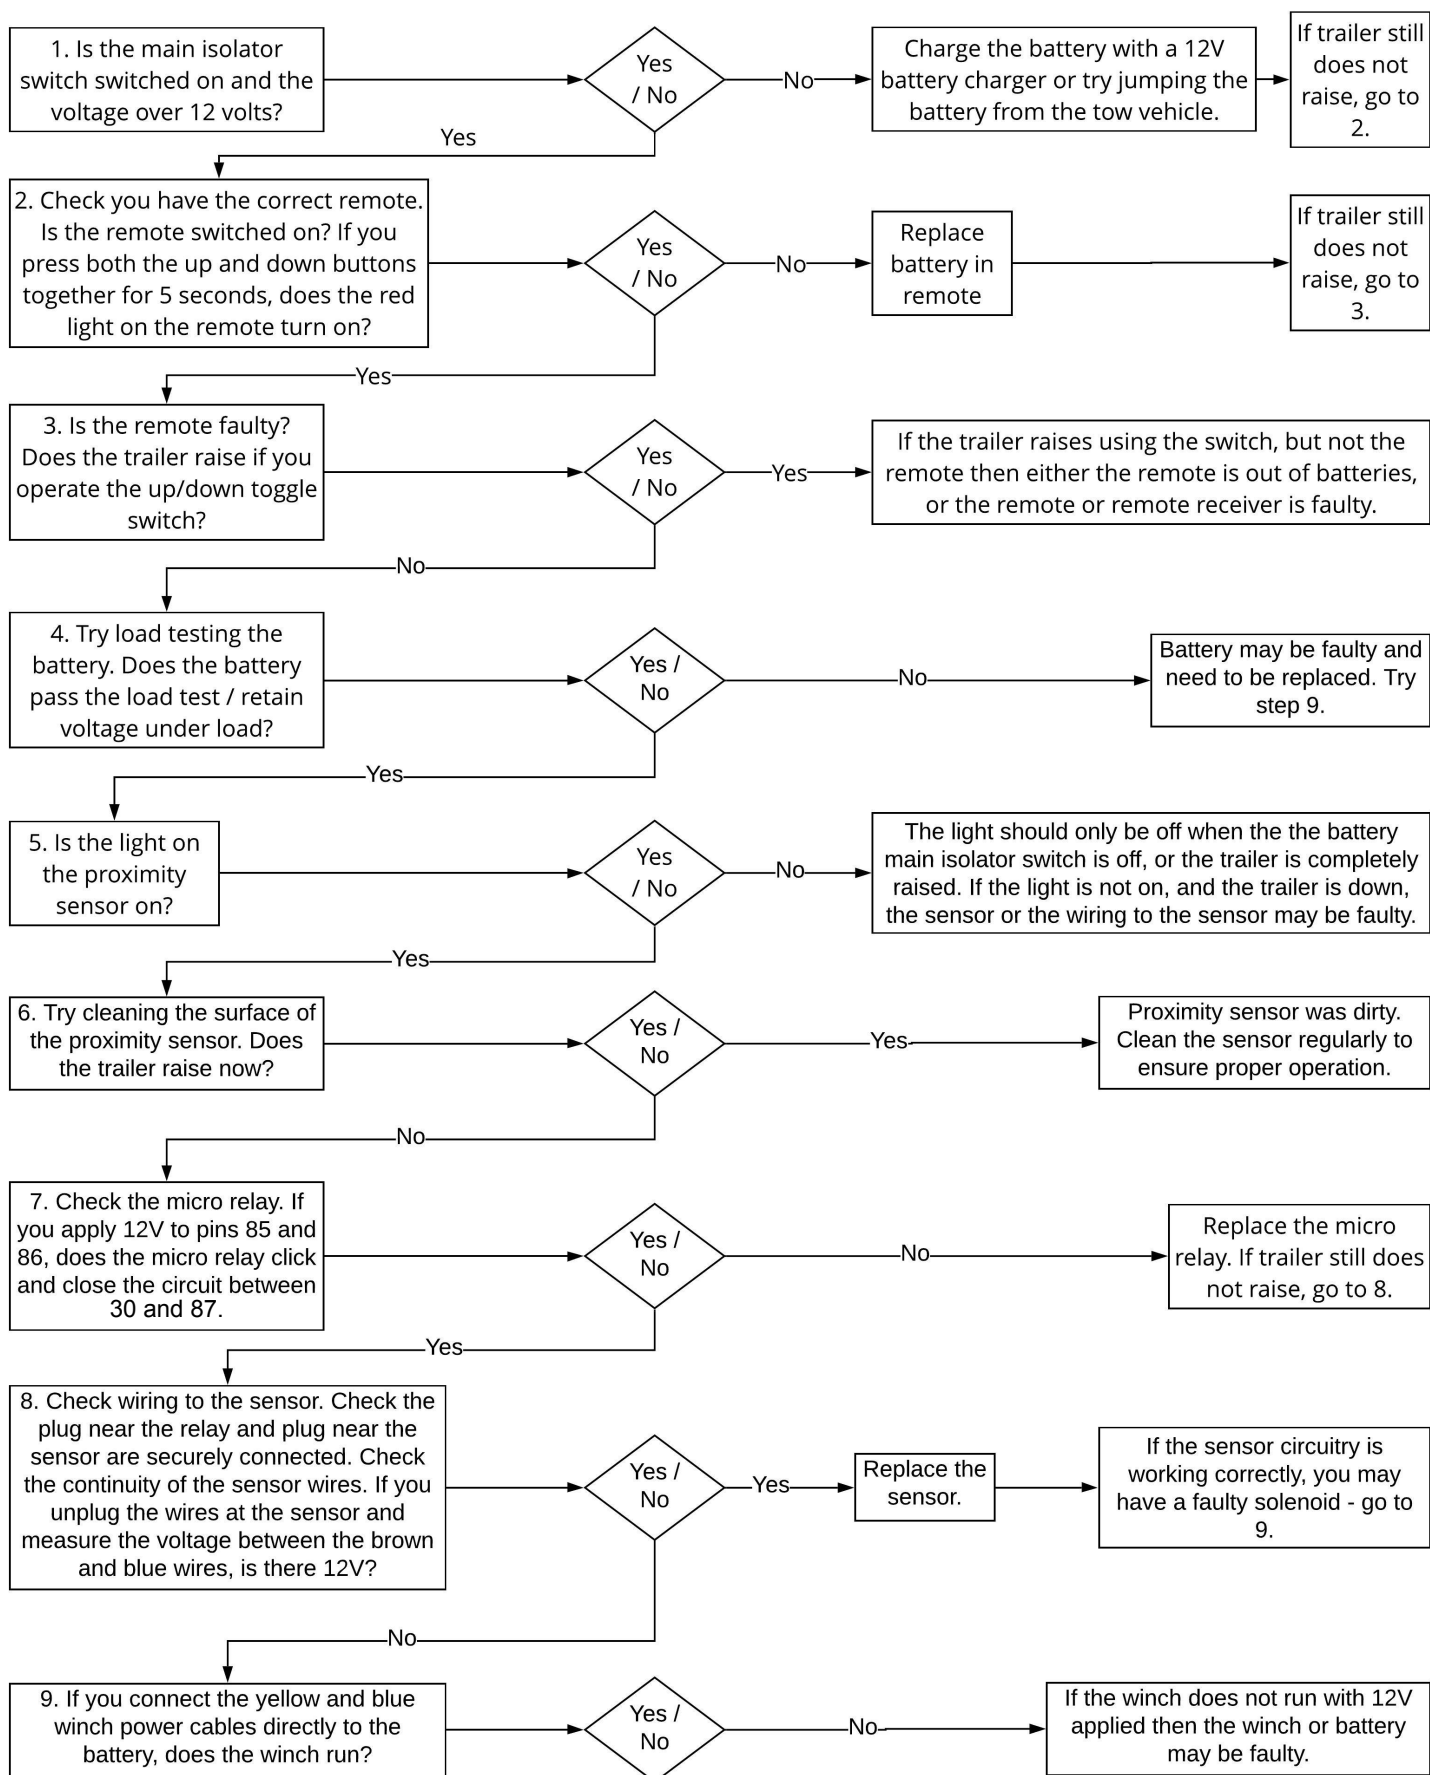 1. Is the main isolator
switch switched on and the
voltage over 12 volts?
Yes
/ No
No
Charge the battery with a 12V
battery charger or try jumping the
battery from the tow vehicle.
If trailer still
does not
raise, go to
2.
Yes
2. Check you have the correct remote.
Is the remote switched on? If you
press both the up and down buttons
together for 5 seconds, does the red
light on the remote turn on?
Yes
/ No
No
Replace
battery in
remote
If trailer still
does not
raise, go to
3.
Yes
3. Is the remote faulty?
Does the trailer raise if you
operate the up/down toggle
switch?
Yes
/ No
Yes
If the trailer raises using the switch, but not the
remote then either the remote is out of batteries,
or the remote or remote receiver is faulty.
No
4. Try load testing the
battery. Does the battery
pass the load test / retain
voltage under load?
Yes /
No
No
Battery may be faulty and
need to be replaced. Try
step 9.
Yes
5. Is the light on
the proximity
sensor on?
Yes
/ No
No
The light should only be off when the the battery
main isolator switch is off, or the trailer is completely
raised. If the light is not on, and the trailer is down,
the sensor or the wiring to the sensor may be faulty.
Yes
6. Try cleaning the surface of
the proximity sensor. Does
the trailer raise now?
Yes /
No
Yes
Proximity sensor was dirty.
Clean the sensor regularly to
ensure proper operation.
No
7. Check the micro relay. If
you apply 12V to pins 85 and
86, does the micro relay click
and close the circuit between
30 and 87.
Yes /
No
No
Replace the micro
relay. If trailer still does
not raise, go to 8.
Yes
8. Check wiring to the sensor. Check the
plug near the relay and plug near the
sensor are securely connected. Check
the continuity of the sensor wires. If you
unplug the wires at the sensor and
measure the voltage between the brown
and blue wires, is there 12V?
Yes /
No
Yes
Replace the
sensor.
If the sensor circuitry is
working correctly, you may
have a faulty solenoid - go to
9.
No
9. If you connect the yellow and blue
winch power cables directly to the
battery, does the winch run?
Yes /
No
No
If the winch does not run with 12V
applied then the winch or battery
may be faulty.